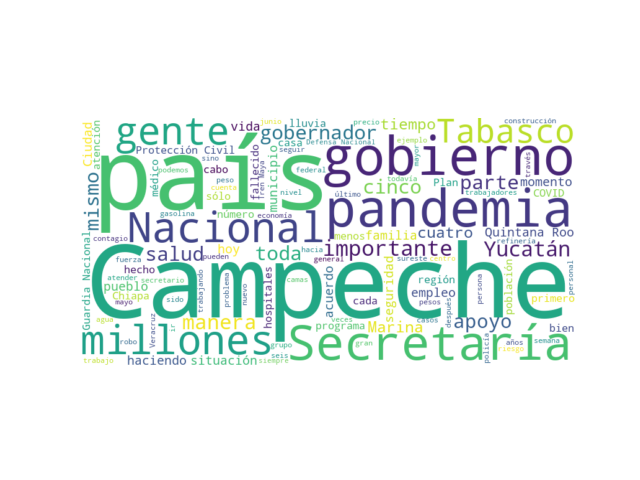 país
Campeche
gobierno
pandemia
Nacional
Secretaría
millones
gente
Tabasco
Yucatán
salud
toda
importante
manera
apoyo
cinco
parte
mismo
gobernador
tiempo
Quintana Roo
Marina
seguridad
familia
menos
cuatro
empleo
acuerdo
situación
haciendo
pueblO
Chiapa
hecho
hoy
número
Protección Civil
vida
lluvia
casa
cabo
sólo
médico
fallecido
Tren Maya
municipio
hospitales
Ciudad
atención
Guardia Nacional
Plan
momento
COVID
región
población
primero
bien
programa
cada
Defensa Nacional
seguir
junio
precio
ejemplo
construcción
mayor
través
todavía
trabajadores
federal
último
nivel
economía
cuenta
podemos
sino
peso
pesos
gasolina
contagio
fuerza
pueden
hacia
general
sureste
refinería
atender
secretario
mayo
sido
trabajando
problema
nuevo
camas
persona
personal
agua
robo
Veracruz
ir
grupo
seis
siempre
veces
gran
casos
después
policía
riesgo
años
semana
trabajo